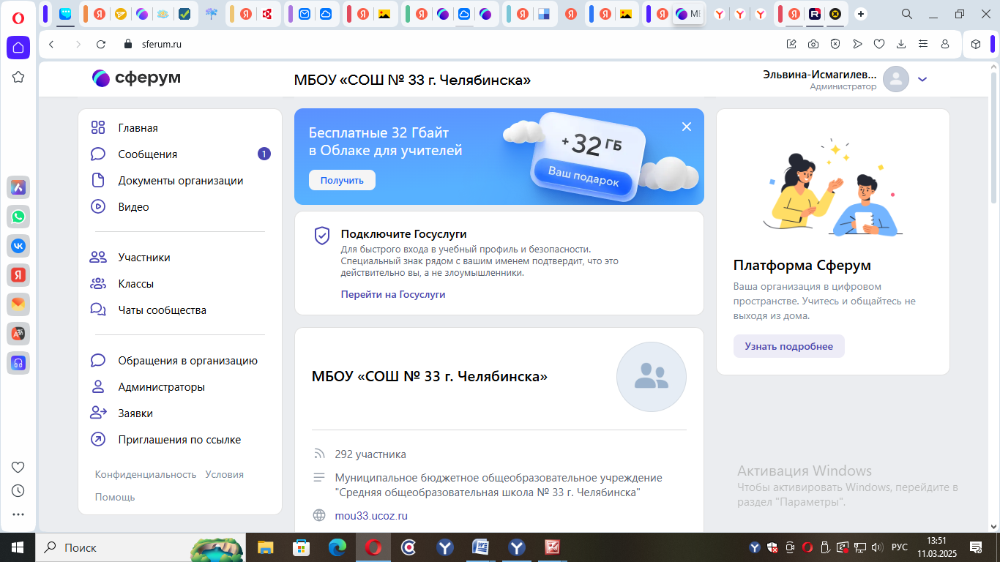 МЕ
sferum.ru
сферум
МБОУ «СОШ № 33 г. Челябинска»
Эльвина-Исмагилев...
Администратор
Главная
Сообщения
1
Документы организации
Видео
Участники
Классы
Чаты сообщества
Обращения в организацию
Администраторы
Заявки
Приглашения по ссылке
Конфиденциальность Условия
Помощь
Бесплатные 32 Гбайт
в Облаке для учителей
Получить
+32 ГБ
Ваш подарок
Подключите Госуслуги
Для быстрого входа в учебный профиль и безопасности.
Специальный знак рядом с вашим именем подтвердит, что это
действительно вы, а не злоумышленники.
Перейти на Госуслуги
МБОУ «СОШ № 33 г. Челябинска»
292 участника
Муниципальное бюджетное общеобразовательное учреждение
"Средняя общеобразовательная школа № 33 г. Челябинска"
mou33.ucoz.ru
Платформа Сферум
Ваша организация в цифровом
пространстве. Учитесь и общайтесь не
выходя из дома.
Узнать подробнее
Активация Windows
Чтобы активировать Windows, перейдите в
раздел "Параметры".
Поиск
РУС
13:51
11.03.2025